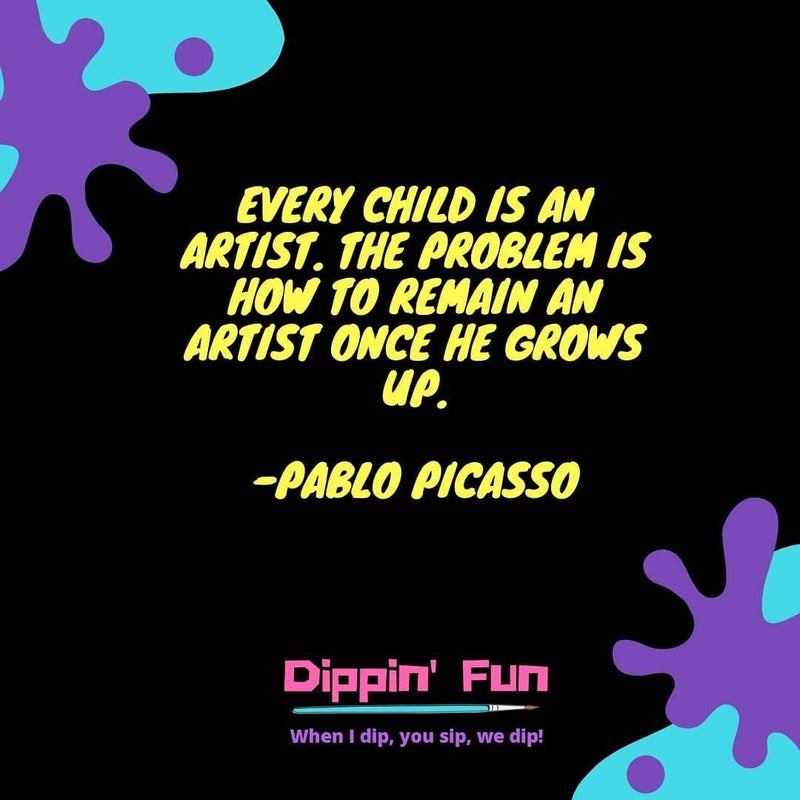 EVERY CHILD IS AN
ARTIST. THE PROBLEM IS
HOW TO REMAIN AN
ARTIST ONCE HE GROWS
UP.
-PABLO PICASSO
Dippin' Fun
When I dip, you sip, we dip!